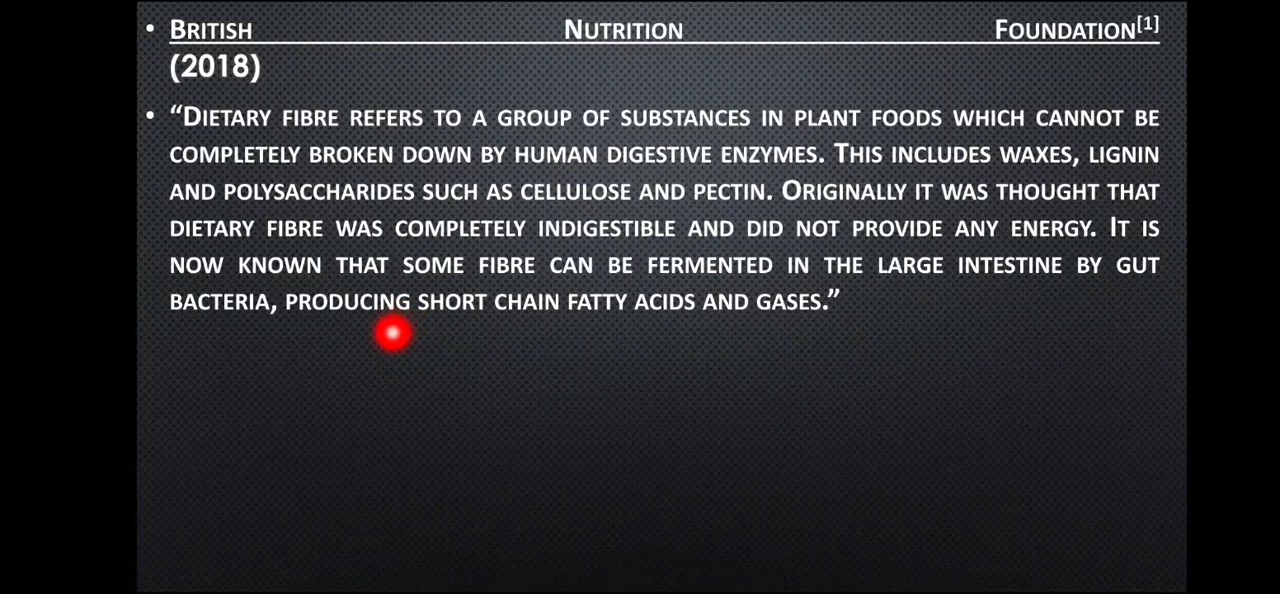 • BRITISH NUTRITION FOUNDATION[1]
(2018)
• “DIETARY FIBRE REFERS TO A GROUP OF SUBSTANCES IN PLANT FOODS WHICH CANNOT BE
COMPLETELY BROKEN DOWN BY HUMAN DIGESTIVE ENZYMES. THIS INCLUDES WAXES, LIGNIN
AND POLYSACCHARIDES SUCH AS CELLULOSE AND PECTIN. ORIGINALLY IT WAS THOUGHT THAT
DIETARY FIBRE WAS COMPLETELY INDIGESTIBLE AND DID NOT PROVIDE ANY ENERGY. IT IS
NOW KNOWN THAT SOME FIBRE CAN BE FERMENTED IN THE LARGE INTESTINE BY GUT
BACTERIA, PRODUCING SHORT CHAIN FATTY ACIDS AND GASES.”